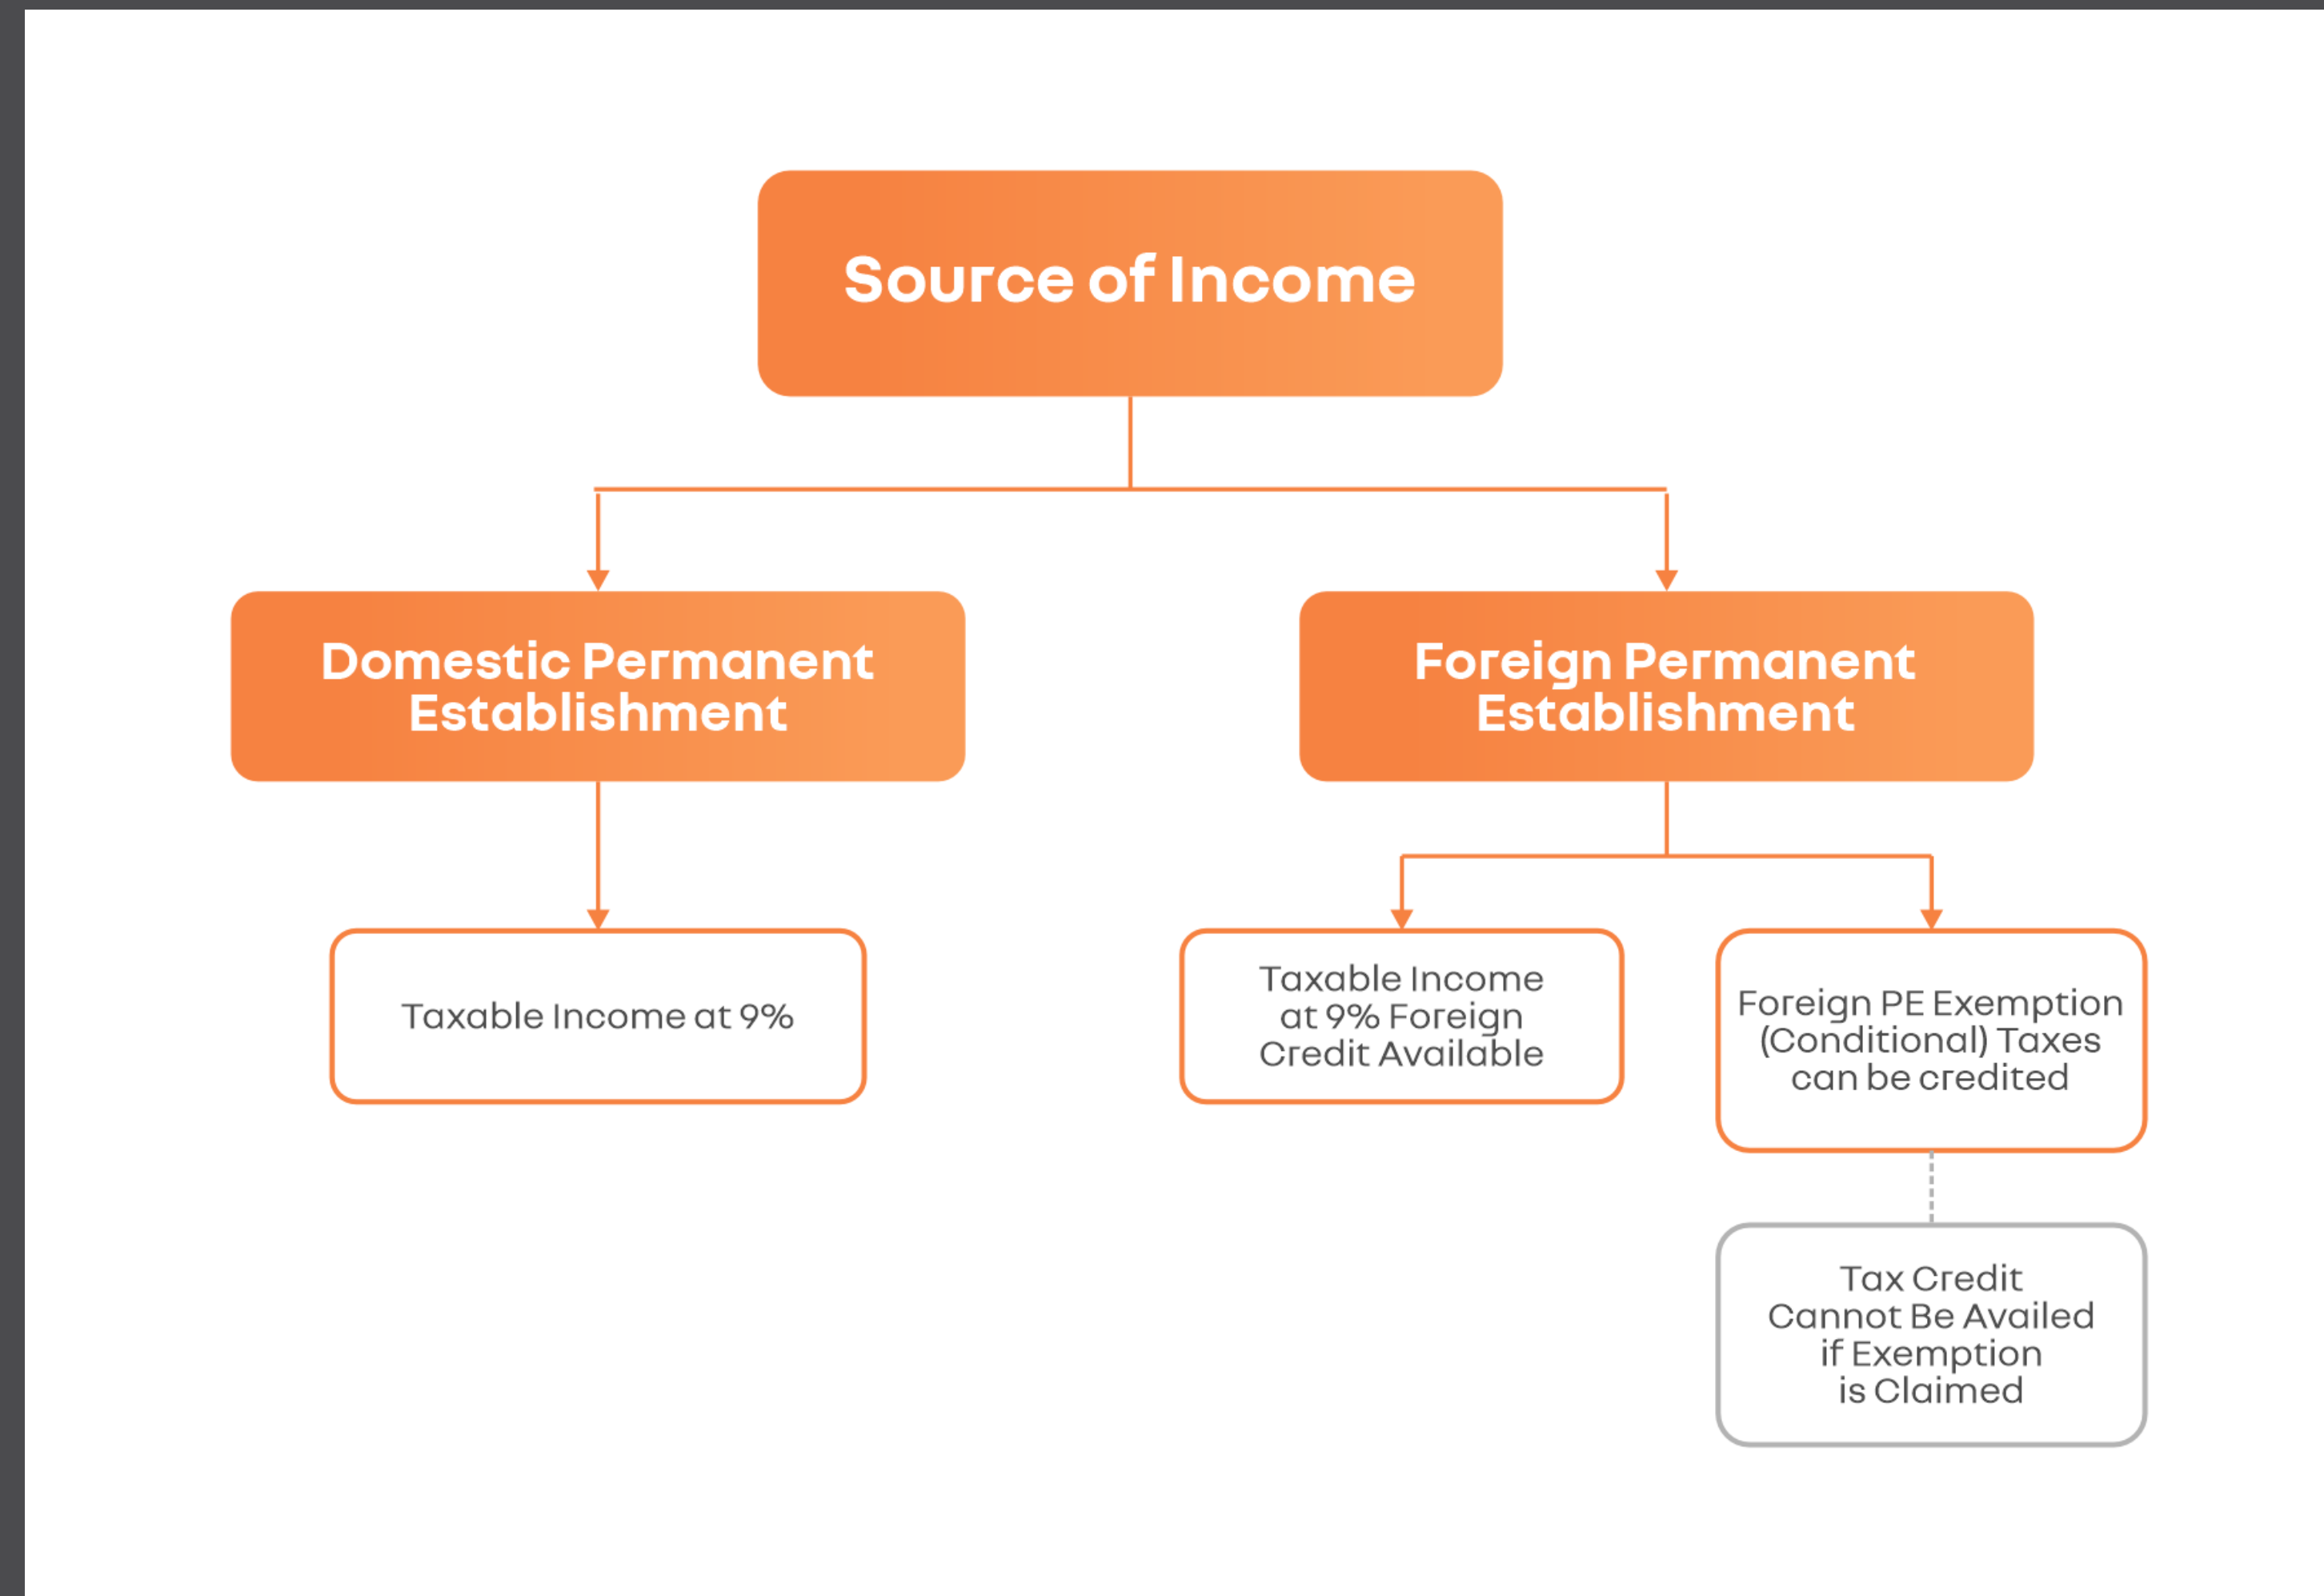 Source of Income
Domestic Permanent
Establishment
Foreign Permanent
Establishment
Taxable Income at 9%
Taxable Income
at 9% Foreign
Credit Available
Foreign PE Exemption
(Conditional) Taxes
can be credited
Tax Credit
Cannot Be Availed
if Exemption
is Claimed